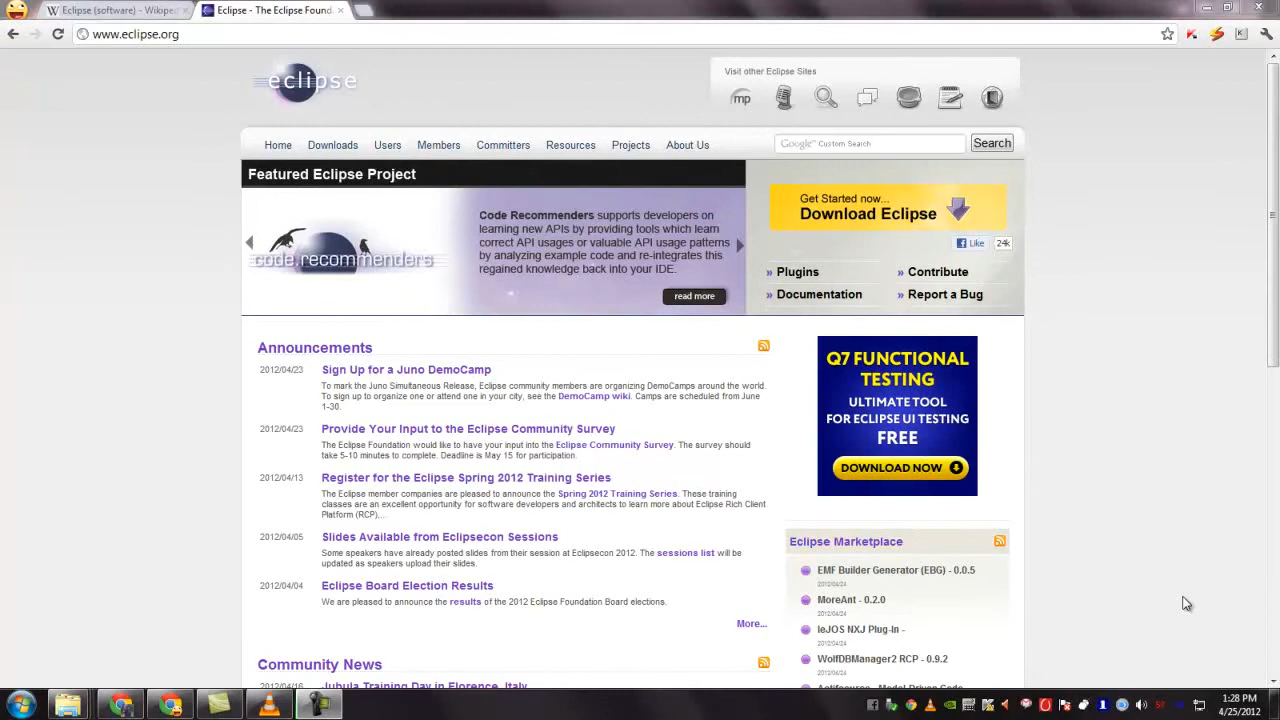 Eclipse (software) - Wikipe
Eclipse - The Eclipse Found
www.eclipse.org
eclipse
Visit other Eclipse Sites
mp
Home Downloads Users Members Committers Resources Projects About Us
Google™ Custom Search
Search
Featured Eclipse Project
code.recommenders
Code Recommenders supports developers on
learning new APIs by providing tools which learn
correct API usages or valuable API usage patterns
by analyzing example code and re-integrates this
regained knowledge back into your IDE.
read more
Get Started now...
Download Eclipse
Like 24k
» Plugins » Contribute
» Documentation » Report a Bug
Announcements
2012/04/23 Sign Up for a Juno DemoCamp
To mark the Juno Simultaneous Release, Eclipse community members are organizing DemoCamps around the world.
To sign up to organize one or attend one in your city, see the DemoCamp wiki. Camps are scheduled from June
1-30.
2012/04/23 Provide Your Input to the Eclipse Community Survey
The Eclipse Foundation would like to have your input into the Eclipse Community Survey. The survey should
take 5-10 minutes to complete. Deadline is May 15 for participation.
2012/04/13 Register for the Eclipse Spring 2012 Training Series
The Eclipse member companies are pleased to announce the Spring 2012 Training Series. These training
classes are an excellent opportunity for software developers and architects to learn more about Eclipse Rich Client
Platform (RCP),...
2012/04/05 Slides Available from Eclipsecon Sessions
Some speakers have already posted slides from their session at Eclipsecon 2012. The sessions list will be
updated as speakers upload their slides.
2012/04/04 Eclipse Board Election Results
We are pleased to announce the results of the 2012 Eclipse Foundation Board elections.
More...
Community News
2012/04/16 Jubula Training Day in Florence, Italy
Q7 FUNCTIONAL
TESTING
ULTIMATE TOOL
FOR ECLIPSE UI TESTING
FREE
DOWNLOAD NOW
Eclipse Marketplace
EMF Builder Generator (EBG) - 0.0.5
2012/04/24
MoreAnt - 0.2.0
2012/04/24
leJOS NXJ Plug-In -
2012/04/24
WolfDBManager2 RCP - 0.9.2
2012/04/24
1:28 PM
4/25/2012